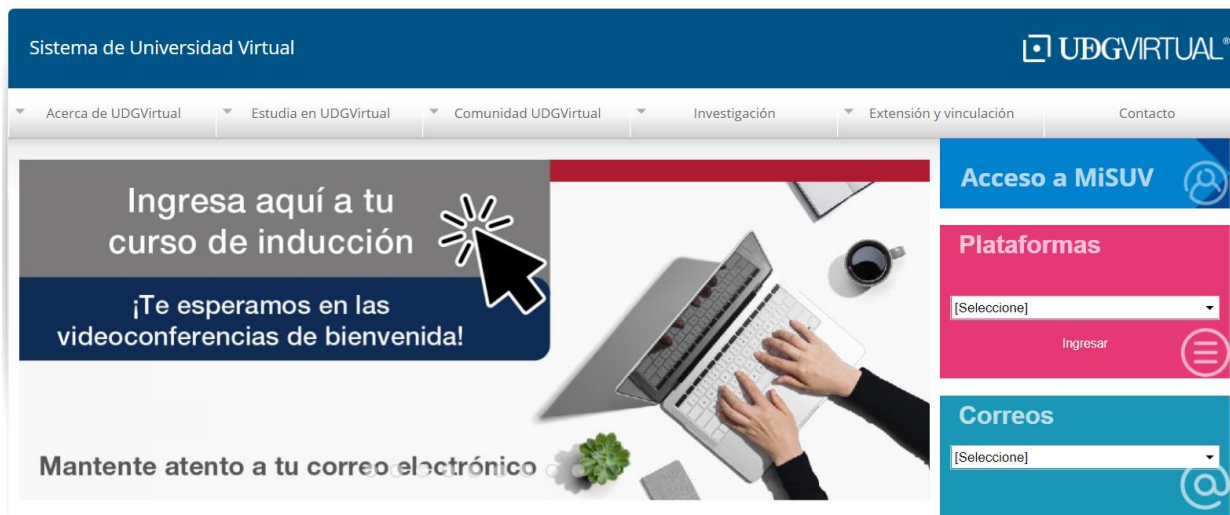 Sistema de Universidad Virtual
UDGVIRTUAL®
Acerca de UDGVirtual
Estudia en UDGVirtual
Comunidad UDGVirtual
Investigación
Extensión y vinculación
Contacto
Ingresa aquí a tu
curso de inducción
¡Te esperamos en las
videoconferencias de bienvenida!
Mantente atento a tu correo electrónico
Acceso a MiSUV
Plataformas
[Seleccione]
Ingresar
Correos
[Seleccione]
@